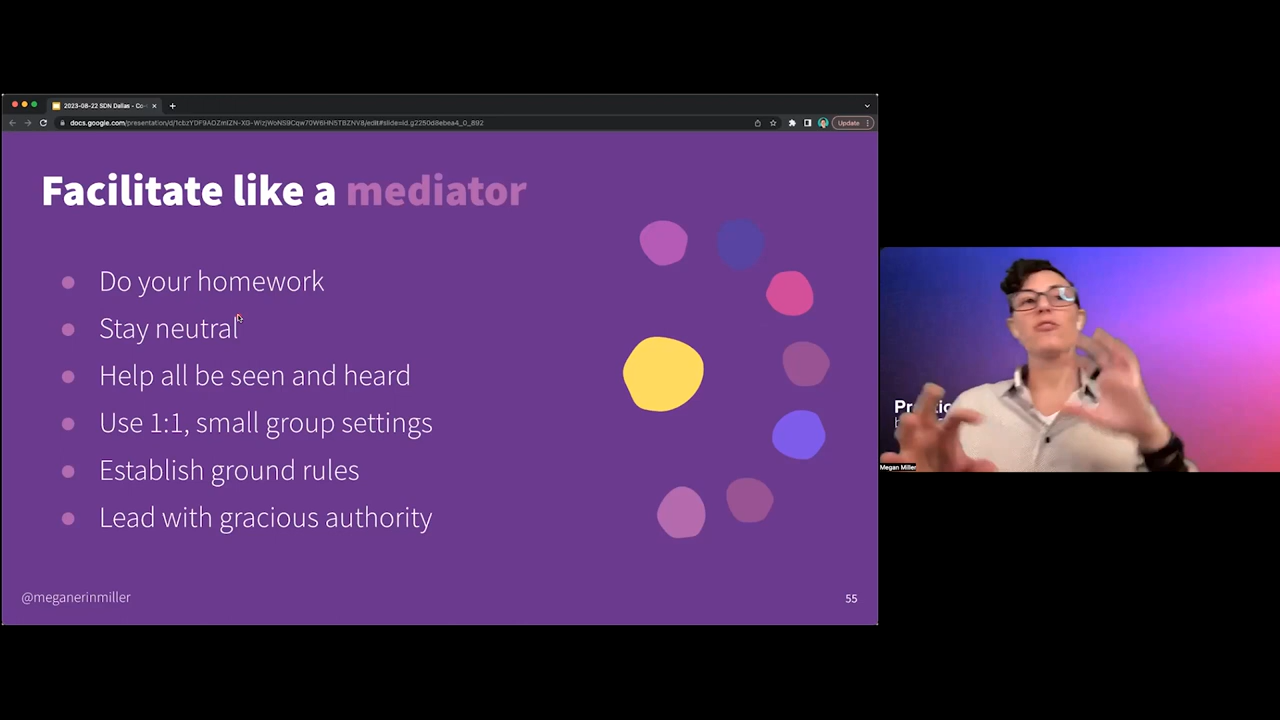 2023-08-22 SDN Dallas - Co-
docs.google.com/presentation/d/1cbzYDF9AOZmIZN-XG-WizjWoNS9Cqw70W6HN5TBZNV8/edit#slide=id.g2250d8ebea4_0_892
Update
Facilitate like a mediator
Do your homework
Stay neutral
Help all be seen and heard
Use 1:1, small group settings
Establish ground rules
Lead with gracious authority
@meganerinmiller
55
Megan Miller